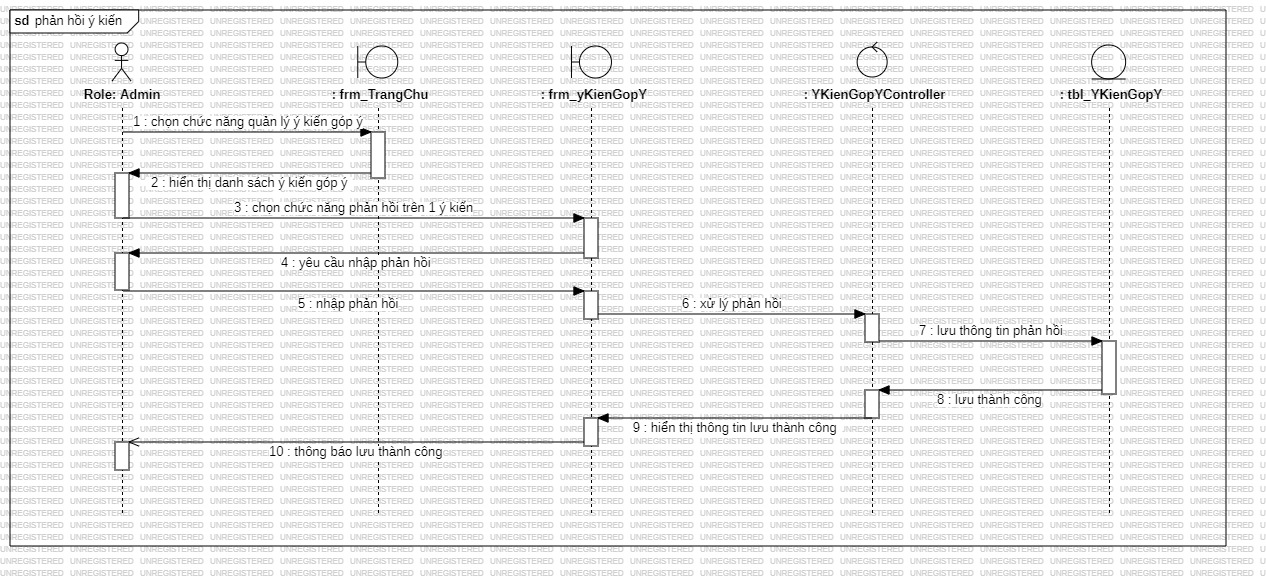 sd phản hồi ý kiến
Role: Admin
: frm_TrangChu
: frm_yKienGopY
: YKienGopYController
: tbl_YKienGopY
1 : chọn chức năng quản lý ý kiến góp ý
2 : hiển thị danh sách ý kiến góp ý
3 : chọn chức năng phản hồi trên 1 ý kiến
4 : yêu cầu nhập phản hồi
5 : nhập phản hồi
6 : xử lý phản hồi
7 : lưu thông tin phản hồi
8 : lưu thành công
9 : hiển thị thông tin lưu thành công
10 : thông báo lưu thành công
UNREGISTERED